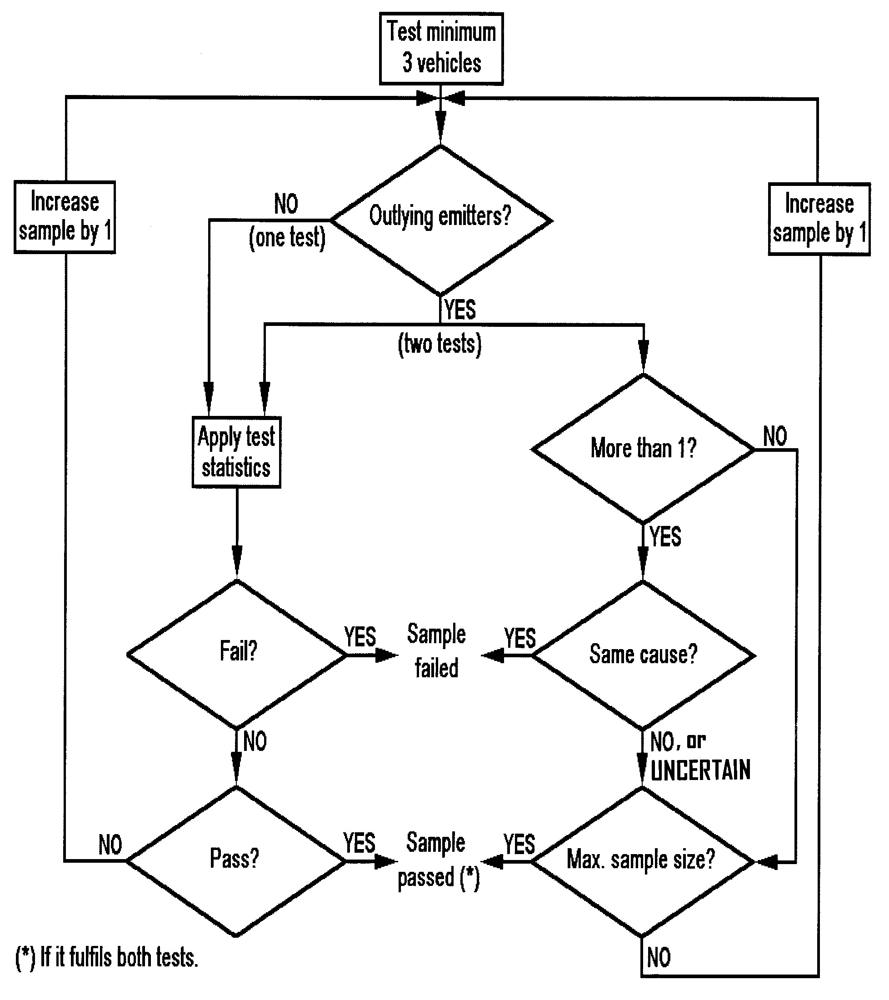 Test minimum
3 vehicles
Increase
sample by 1
NO
(one test)
Outlying emitters?
Increase
sample by 1
YES
(two tests)
Apply test
statistics
More than 1?
NO
YES
Fail?
YES
Sample
failed
YES
Same cause?
NO
NO, or
UNCERTAIN
NO
Pass?
YES
Sample
passed (*)
YES
Max. sample size?
(*) If it fulfils both tests.
NO